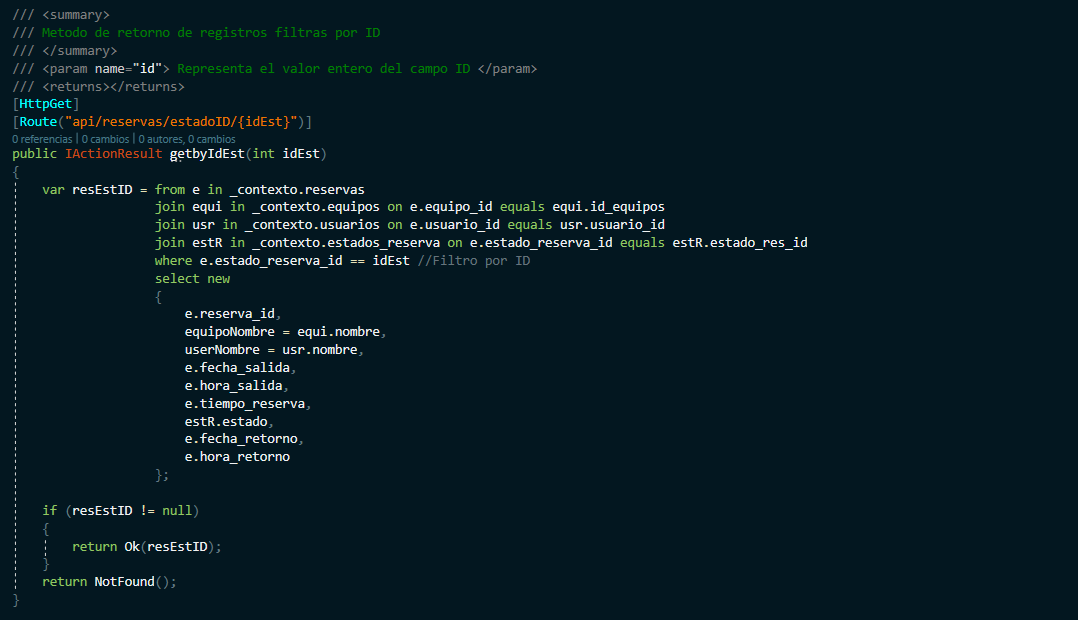 /// <summary>
/// Metodo de retorno de registros filtras por ID
/// </summary>
/// <param name="id"> Representa el valor entero del campo ID </param>
/// <returns></returns>
[HttpGet]
[Route("api/reservas/estadoID/{idEst}")]
0 referencias | 0 cambios | 0 autores, 0 cambios
public IActionResult getbyIdEst(int idEst)
{
    var resEstID = from e in _contexto.reservas
                   join equi in _contexto.equipos on e.equipo_id equals equi.id_equipos
                   join usr in _contexto.usuarios on e.usuario_id equals usr.usuario_id
                   join estR in _contexto.estados_reserva on e.estado_reserva_id equals estR.estado_res_id
                   where e.estado_reserva_id == idEst //Filtro por ID
                   select new
                   {
                       e.reserva_id,
                       equipoNombre = equi.nombre,
                       userNombre = usr.nombre,
                       e.fecha_salida,
                       e.hora_salida,
                       e.tiempo_reserva,
                       estR.estado,
                       e.fecha_retorno,
                       e.hora_retorno
                   };
    if (resEstID != null)
    {
        return Ok(resEstID);
    }
    return NotFound();
}